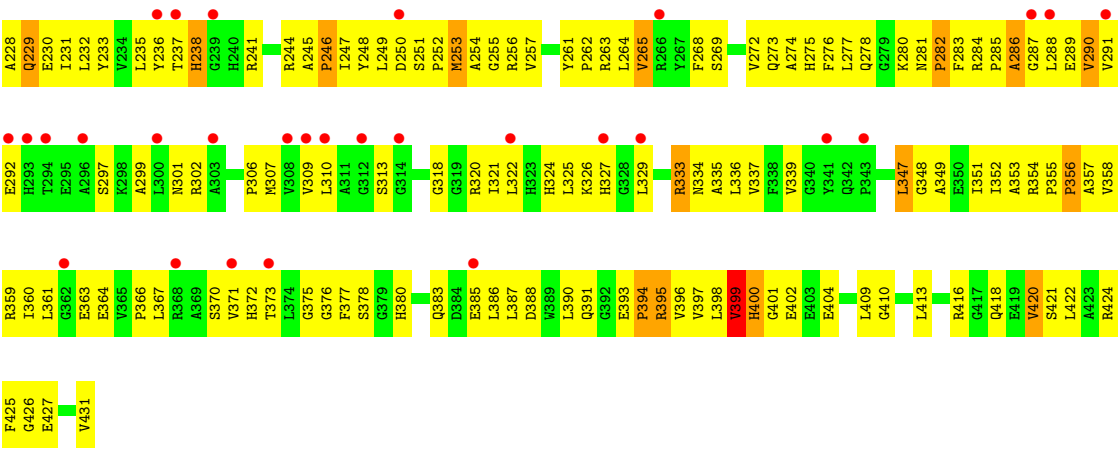 A228 Q229 E230 I231 L232 Y233 V234 L235 Y236 T237 H238 G239 H240 R241 R244 A245 P246 I247 Y248 L249 D250 S251 P252 M253 A254 G255 R256 V257 Y261 P262 R263 L264 V265 R266 Y267 F268 S269 V272 Q273 A274 H275 F276 L277 Q278 G279 K280 N281 P282 F283 R284 P285 A286 G287 L288 E289 V290 V291
E292 H293 T294 E295 A296 S297 K298 A299 L300 N301 R302 A303 P306 M307 V308 V309 L310 A311 G312 S313 G314 G318 G319 R320 I321 L322 H323 H324 L325 K326 H327 G328 L329 R333 N334 A335 L336 V337 F338 V339 G340 Y341 Q342 P343 L347 G348 A349 E350 I351 I352 A353 R354 P355 P356 A357 V358
R359 I360 L361 G362 E363 E364 V365 P366 L367 R368 A369 S370 V371 H372 T373 L374 G375 G376 F377 S378 G379 H380 Q383 D384 E385 L386 L387 D388 W389 L390 Q391 G392 E393 P394 R395 V396 V397 L398 V399 H400 G401 E402 E403 E404 L409 G410 L413 R416 G417 Q418 E419 V420 S421 L422 A423 R424
F425 G426 E427 V431